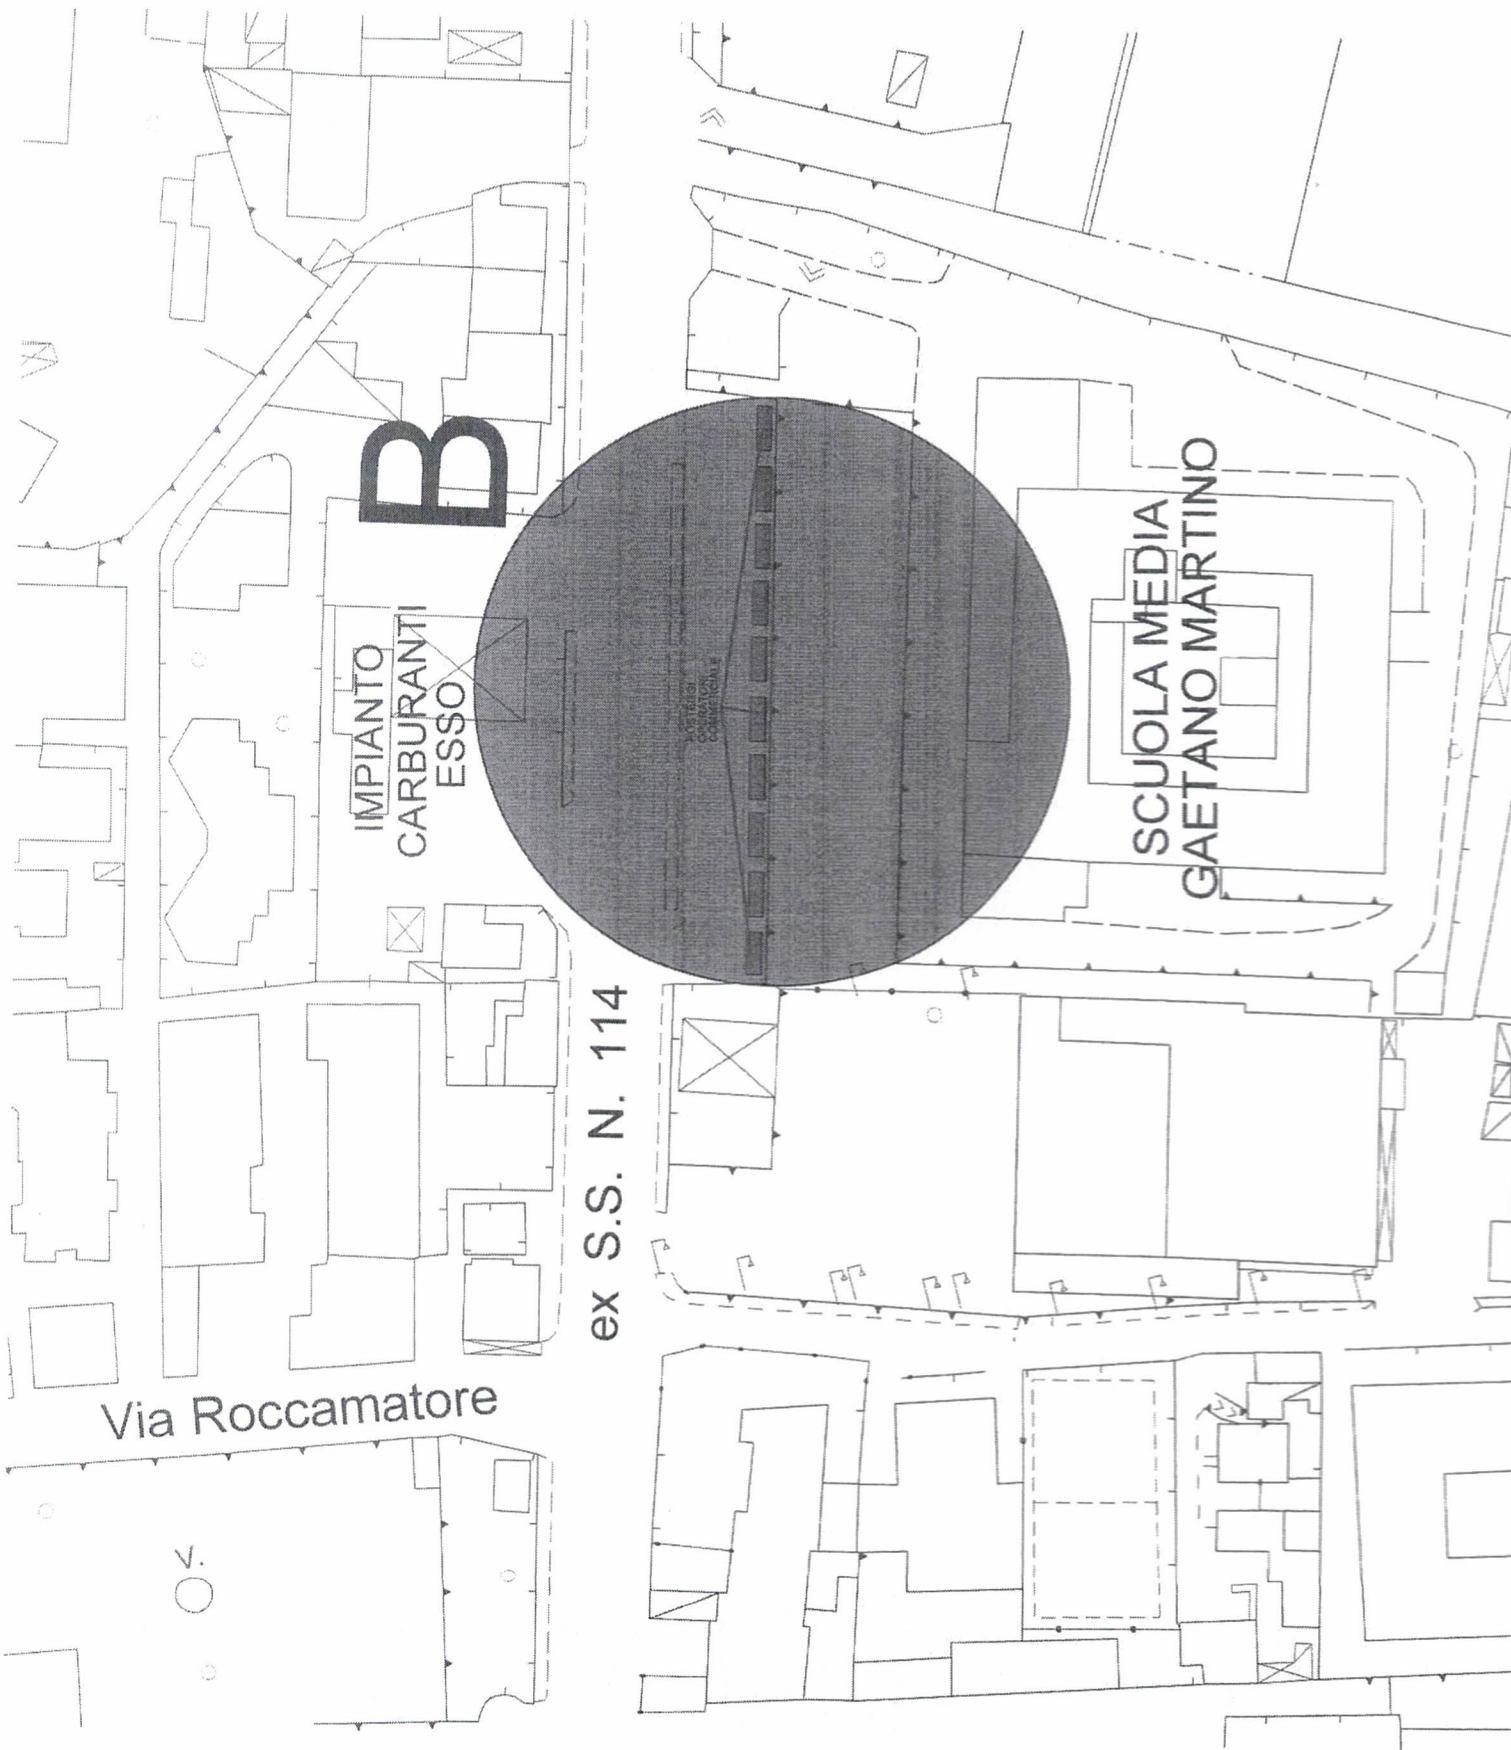 B
IMPIANTO
CARBURANTI
ESSO
SCUOLA MEDIA
GAETANO MARTINO
ex S.S. N. 114
Via Roccamatore
V.